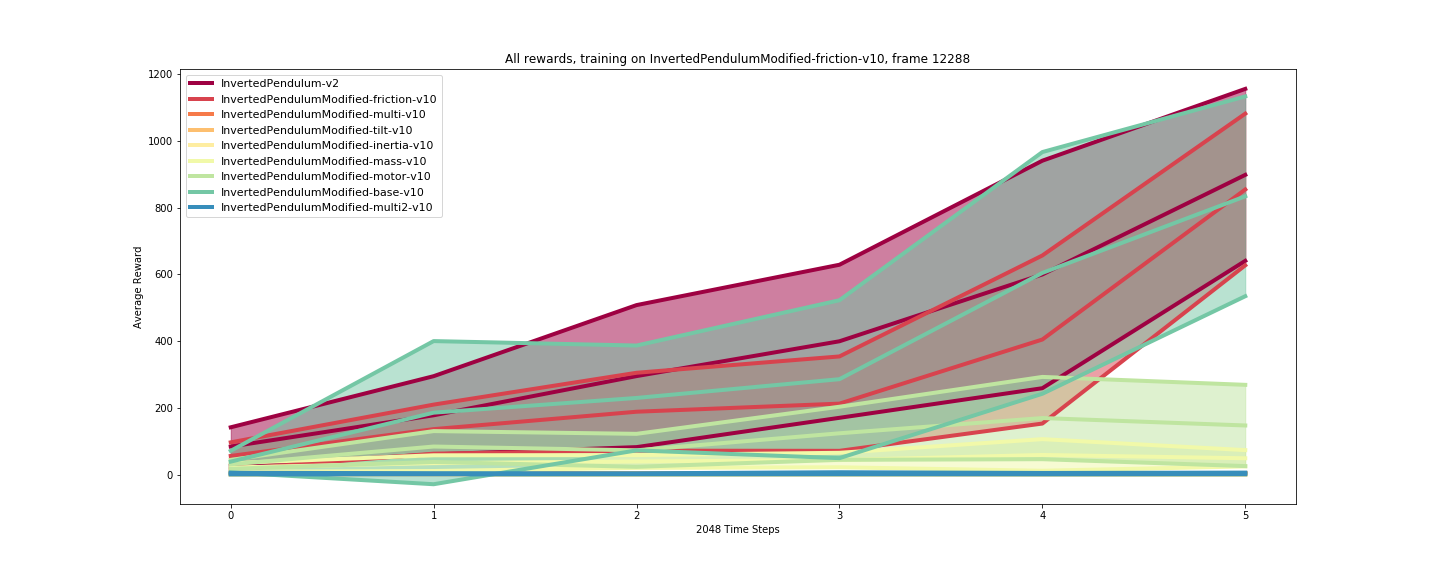 All rewards, training on InvertedPendulumModified-friction-v10, frame 12288
1200
1000
800
600
400
200
0
Average Reward
InvertedPendulum-v2
InvertedPendulumModified-friction-v10
InvertedPendulumModified-multi-v10
InvertedPendulumModified-tilt-v10
InvertedPendulumModified-inertia-v10
InvertedPendulumModified-mass-v10
InvertedPendulumModified-motor-v10
InvertedPendulumModified-base-v10
InvertedPendulumModified-multi2-v10
0 1 2 3 4 5
2048 Time Steps